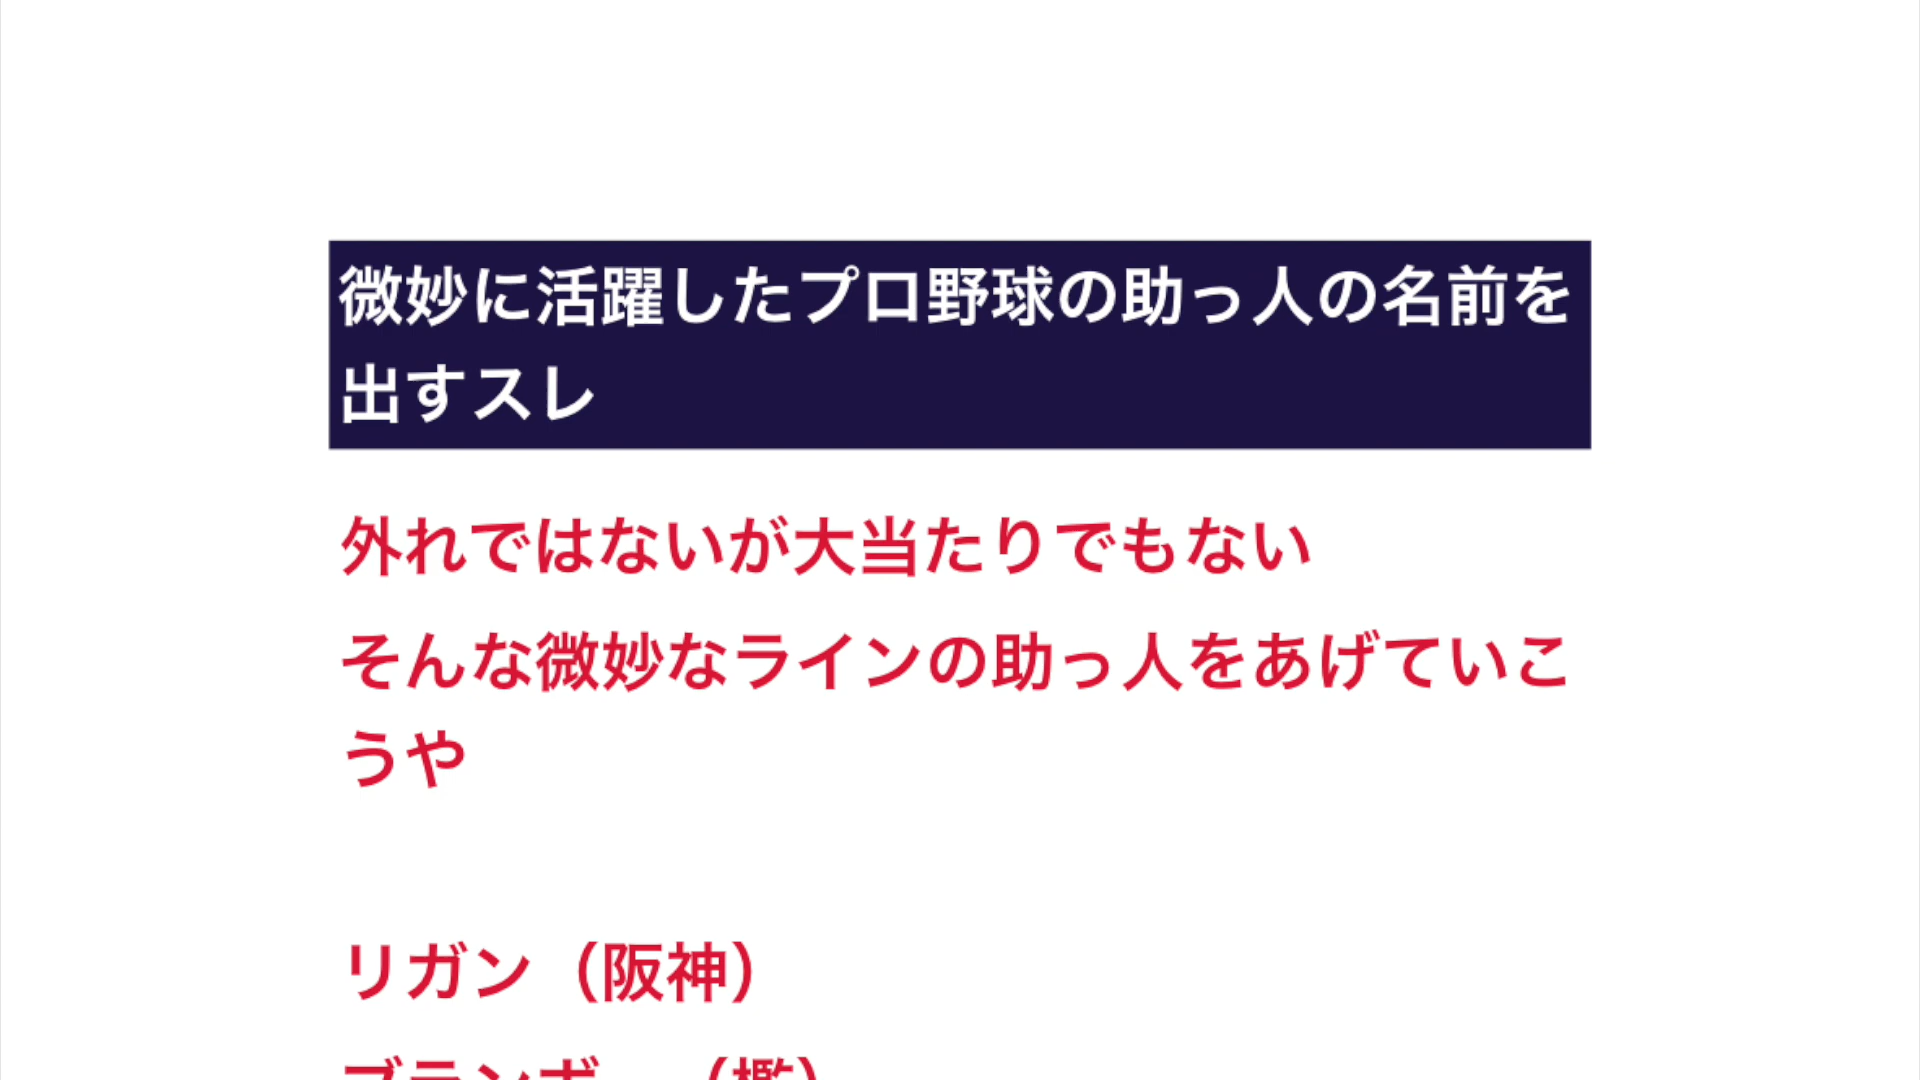 微妙に活躍したプロ野球の助っ人の名前を
出すスレ
外れではないが大当たりでもない
そんな微妙なラインの助っ人をあげていこ
うや
リガン（阪神）